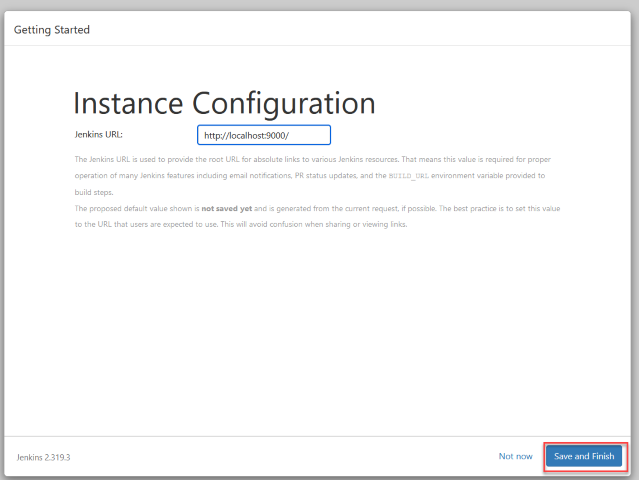 Getting Started
Instance Configuration
Jenkins URL: http://localhost:9000/
The Jenkins URL is used to provide the root URL for absolute links to various Jenkins resources. That means this value is required for proper
operation of many Jenkins features including email notifications, PR status updates, and the BUILD_URL environment variable provided to
build steps.
The proposed default value shown is not saved yet and is generated from the current request, if possible. The best practice is to set this value
to the URL that users are expected to use. This will avoid confusion when sharing or viewing links.
Jenkins 2.319.3 Not now Save and Finish